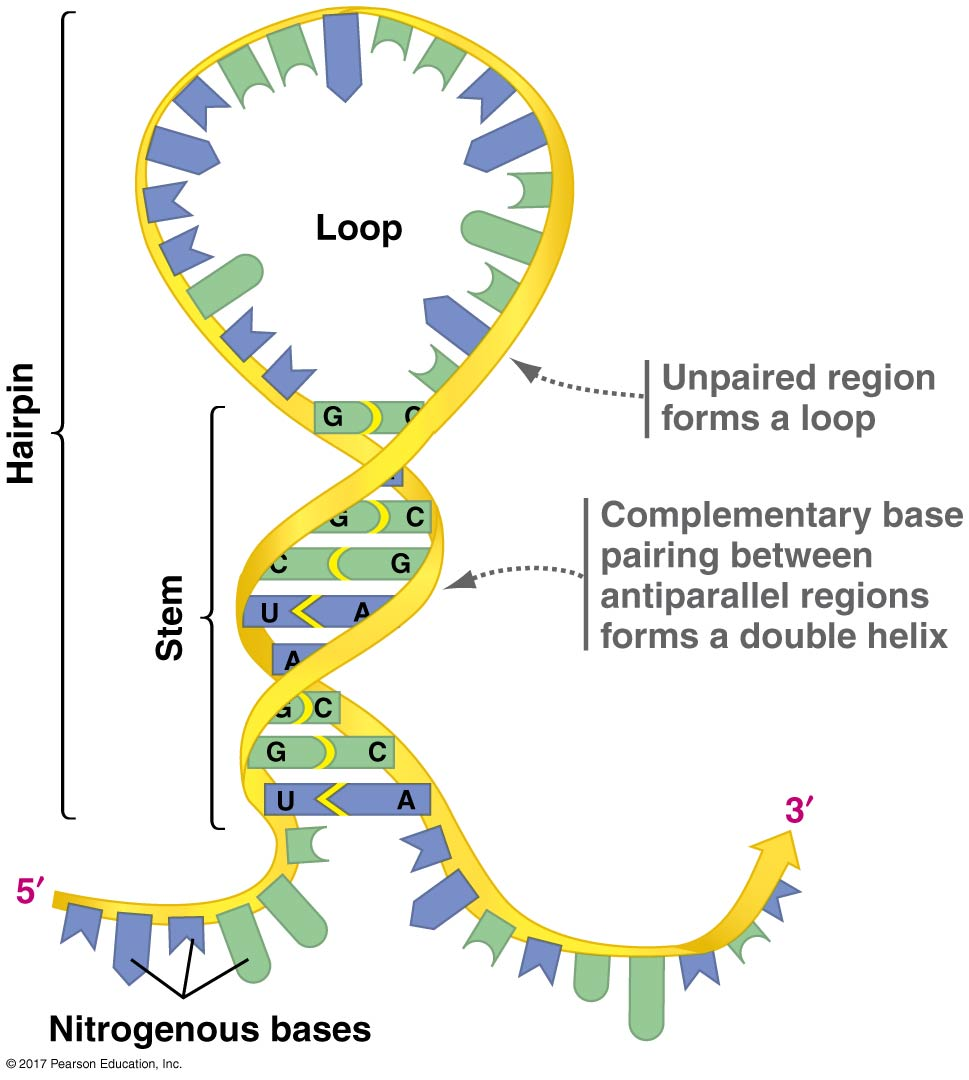 Loop
Hairpin
Unpaired region
forms a loop
G C
G C
C G
Complementary base
pairing between
antiparallel regions
forms a double helix
Stem
U A
A
G C
G C
U A
3′
5′
Nitrogenous bases
© 2017 Pearson Education, Inc.